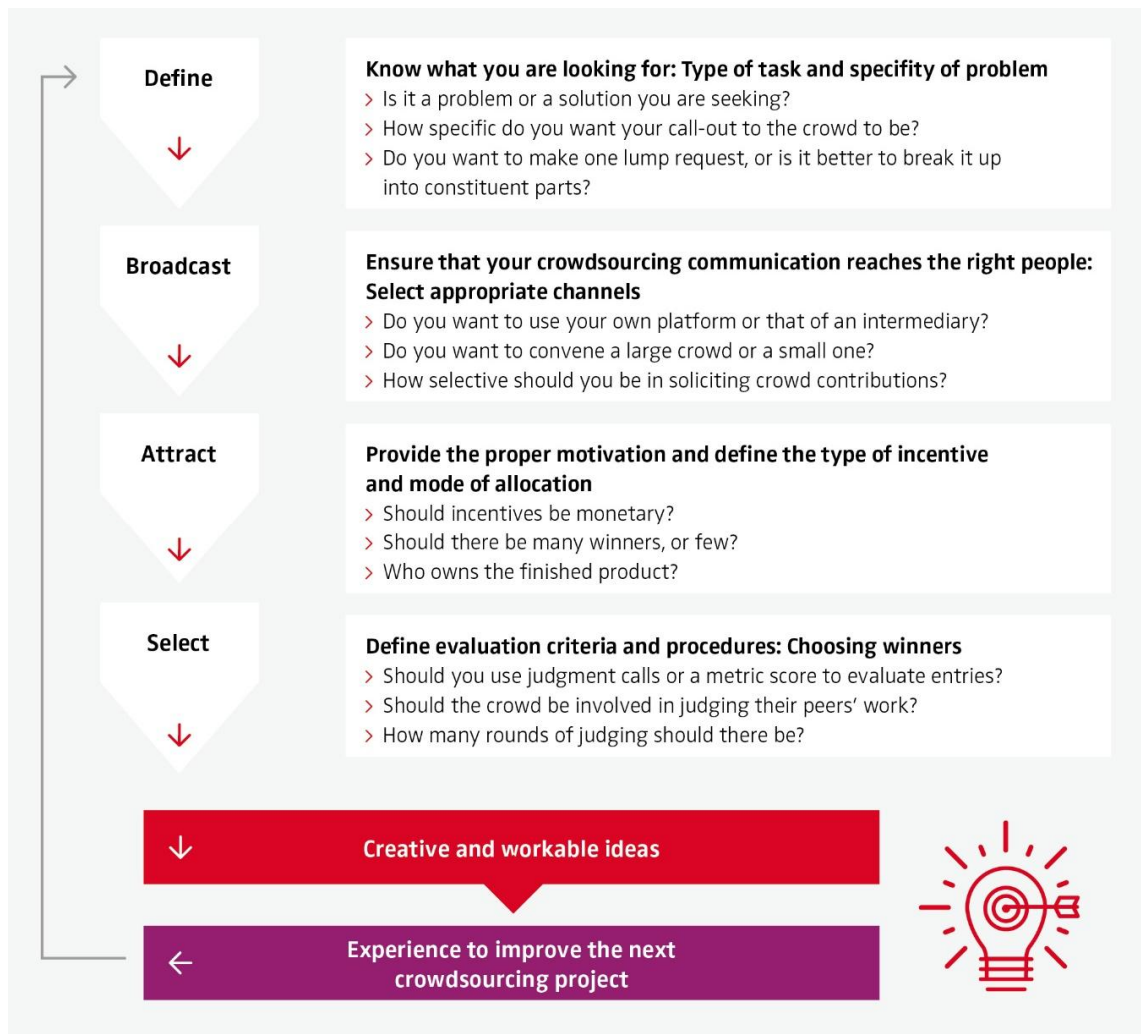 Define
Know what you are looking for: Type of task and specifity of problem
> Is it a problem or a solution you are seeking?
> How specific do you want your call-out to the crowd to be?
> Do you want to make one lump request, or is it better to break it up
into constituent parts?
Broadcast
Ensure that your crowdsourcing communication reaches the right people:
Select appropriate channels
> Do you want to use your own platform or that of an intermediary?
> Do you want to convene a large crowd or a small one?
> How selective should you be in soliciting crowd contributions?
Attract
Provide the proper motivation and define the type of incentive
and mode of allocation
> Should incentives be monetary?
> Should there be many winners, or few?
> Who owns the finished product?
Select
Define evaluation criteria and procedures: Choosing winners
> Should you use judgment calls or a metric score to evaluate entries?
> Should the crowd be involved in judging their peers’ work?
> How many rounds of judging should there be?
Creative and workable ideas
Experience to improve the next
crowdsourcing project